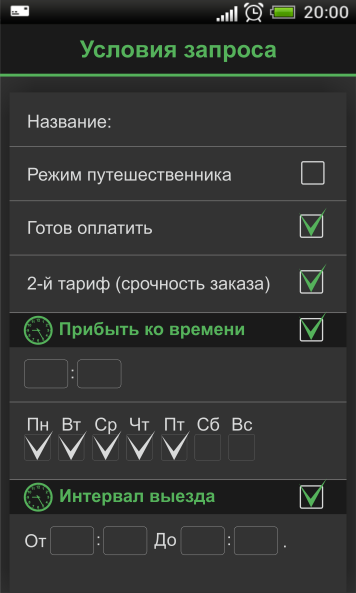 20:00
Условия запроса
Название:
Режим путешественника
Готов оплатить
2-й тариф (срочность заказа)
Прибыть ко времени
:
Пн Вт Ср Чт Пт Сб Вс
Интервал выезда
От : До : .